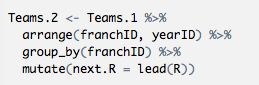 Teams.2 <- Teams.1 %>%
  arrange(franchID, yearID) %>%
  group_by(franchID) %>%
  mutate(next.R = lead(R))